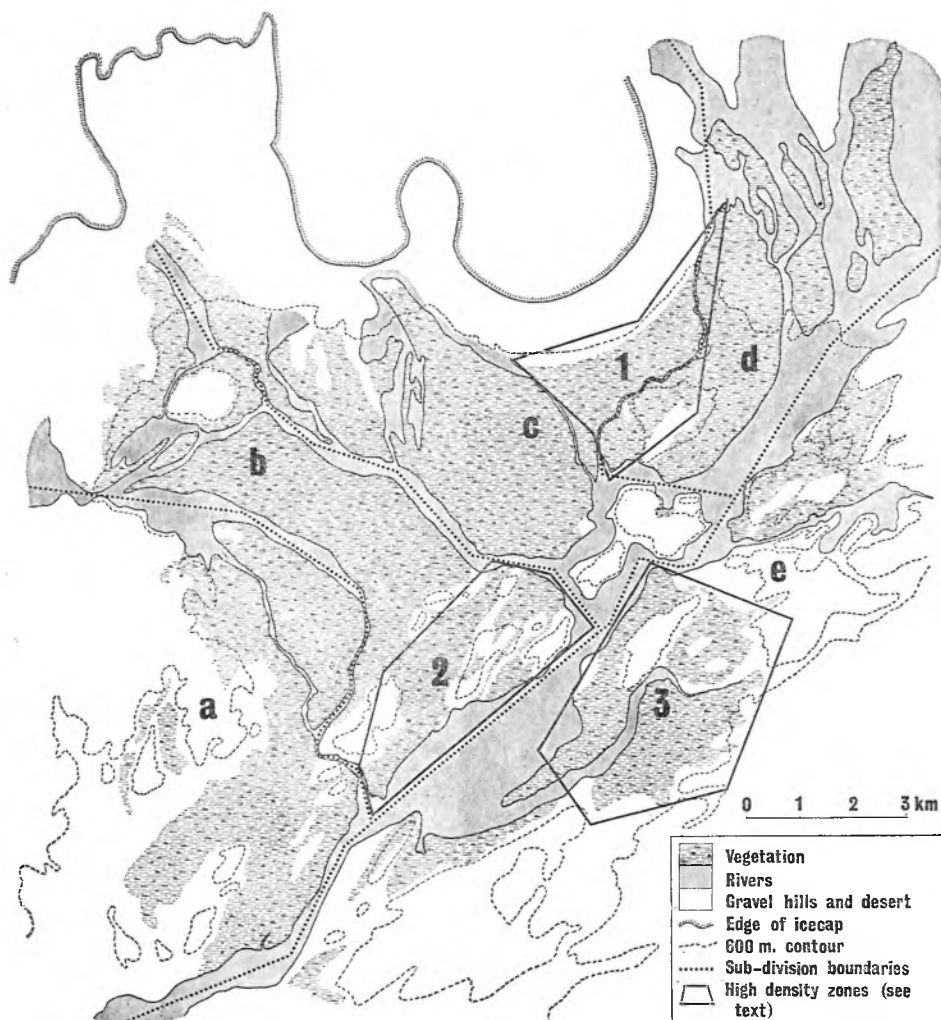 1
d
c
b
e
2
a
3
0 1 2 3 km
Vegetation
Rivers
Gravel hills and desert
Edge of icecap
600 m. contour
Sub-division boundaries
High density zones (see
text)